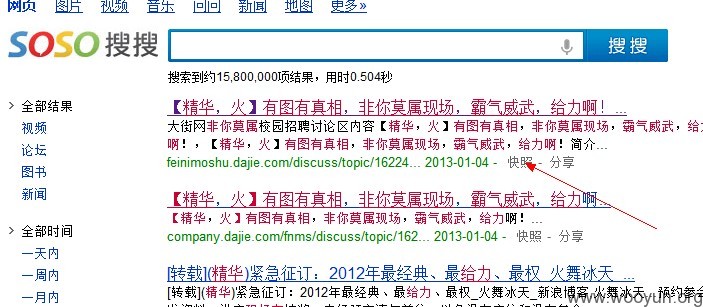 网页 图片 视频 音乐 问问 新闻 地图 更多»
SOSO 搜搜
搜搜
搜索到约15,800,000项结果，用时0.504秒
全部结果
视频
论坛
图书
新闻
全部时间
一天内
一周内
一月内
【精华，火】有图有真相，非你莫属现场，霸气威武，给力啊！...
大街网非你莫属校园招聘讨论区内容【精华，火】有图有真相，非你莫属现场，霸气威武，给
啊！，【精华，火】有图有真相，非你莫属现场，霸气威武，给力啊！简介...
feinimoshu.dajie.com/discuss/topic/16224... 2013-01-04 - 快照 - 分享
【精华，火】有图有真相，非你莫属现场，霸气威武，给力啊...
【精华，火】有图有真相，非你莫属现场，霸气威武，给力啊！...
company.dajie.com/fnms/discuss/topic/162... 2013-01-04 - 快照 - 分享
[转载](精华)紧急征订：2012年最经典、最给力、最权_火舞冰天_...
[转载](精华)紧急征订：2012年最经典、最给力、最权_火舞冰天_新浪博客,火舞冰天,
www.wooyun.org